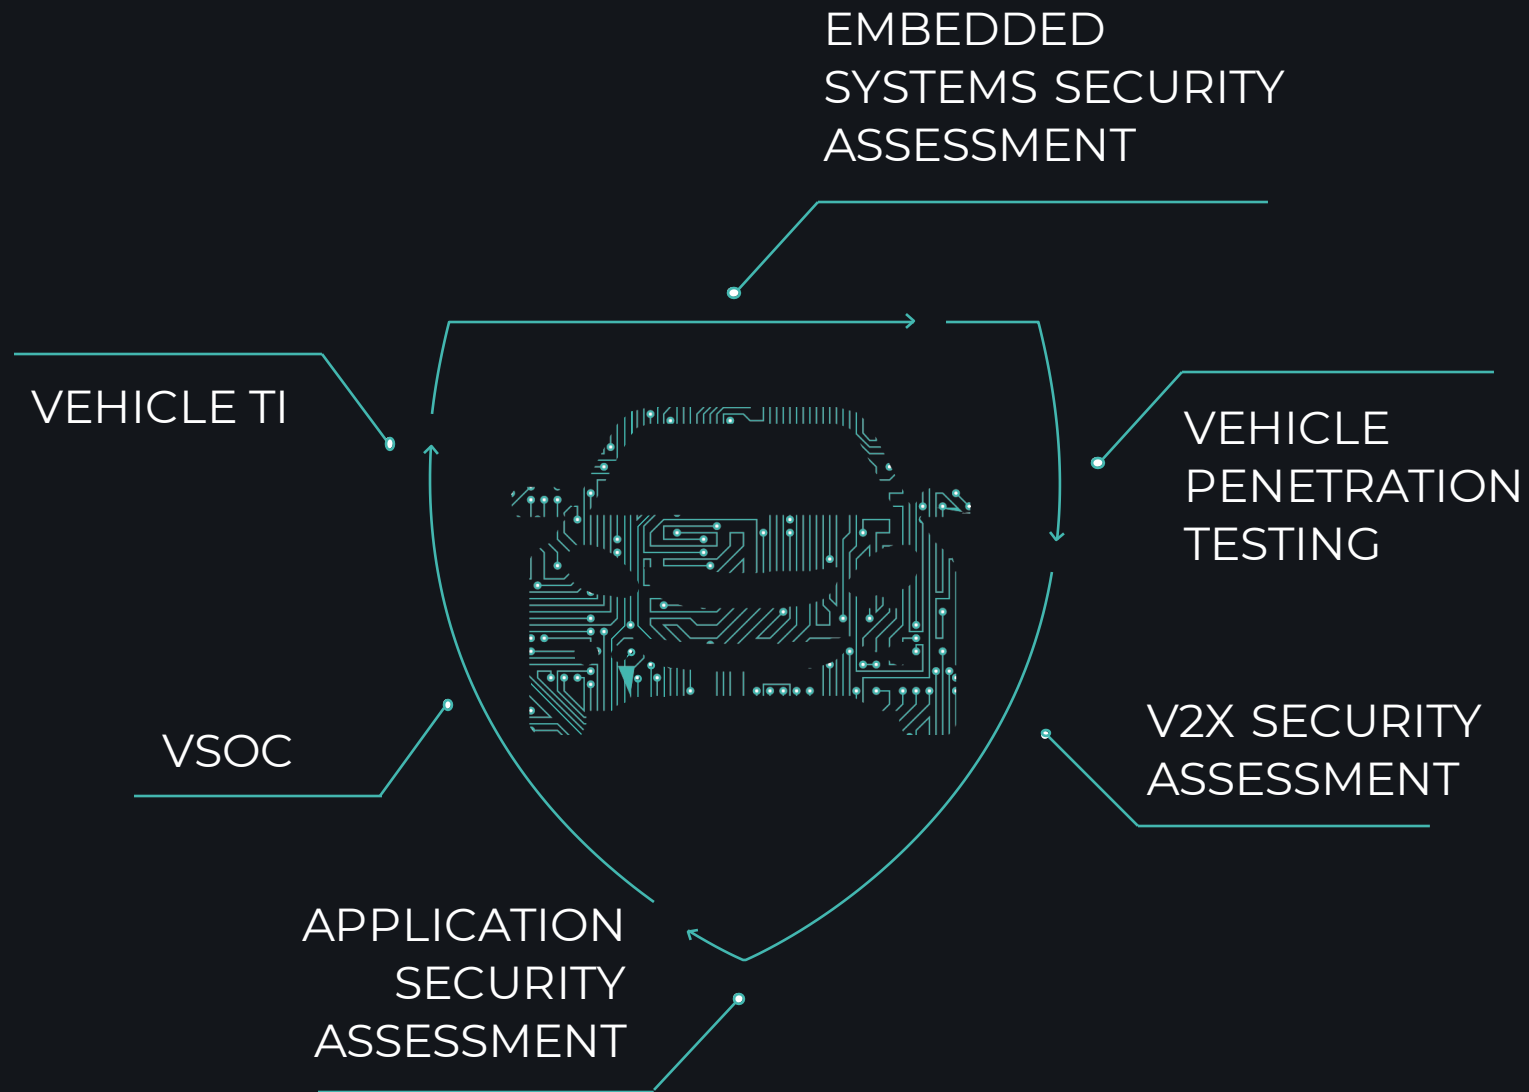 EMBEDDED
SYSTEMS SECURITY
ASSESSMENT
VEHICLE TI
VEHICLE
PENETRATION
TESTING
V2X SECURITY
ASSESSMENT
VSOC
APPLICATION
SECURITY
ASSESSMENT